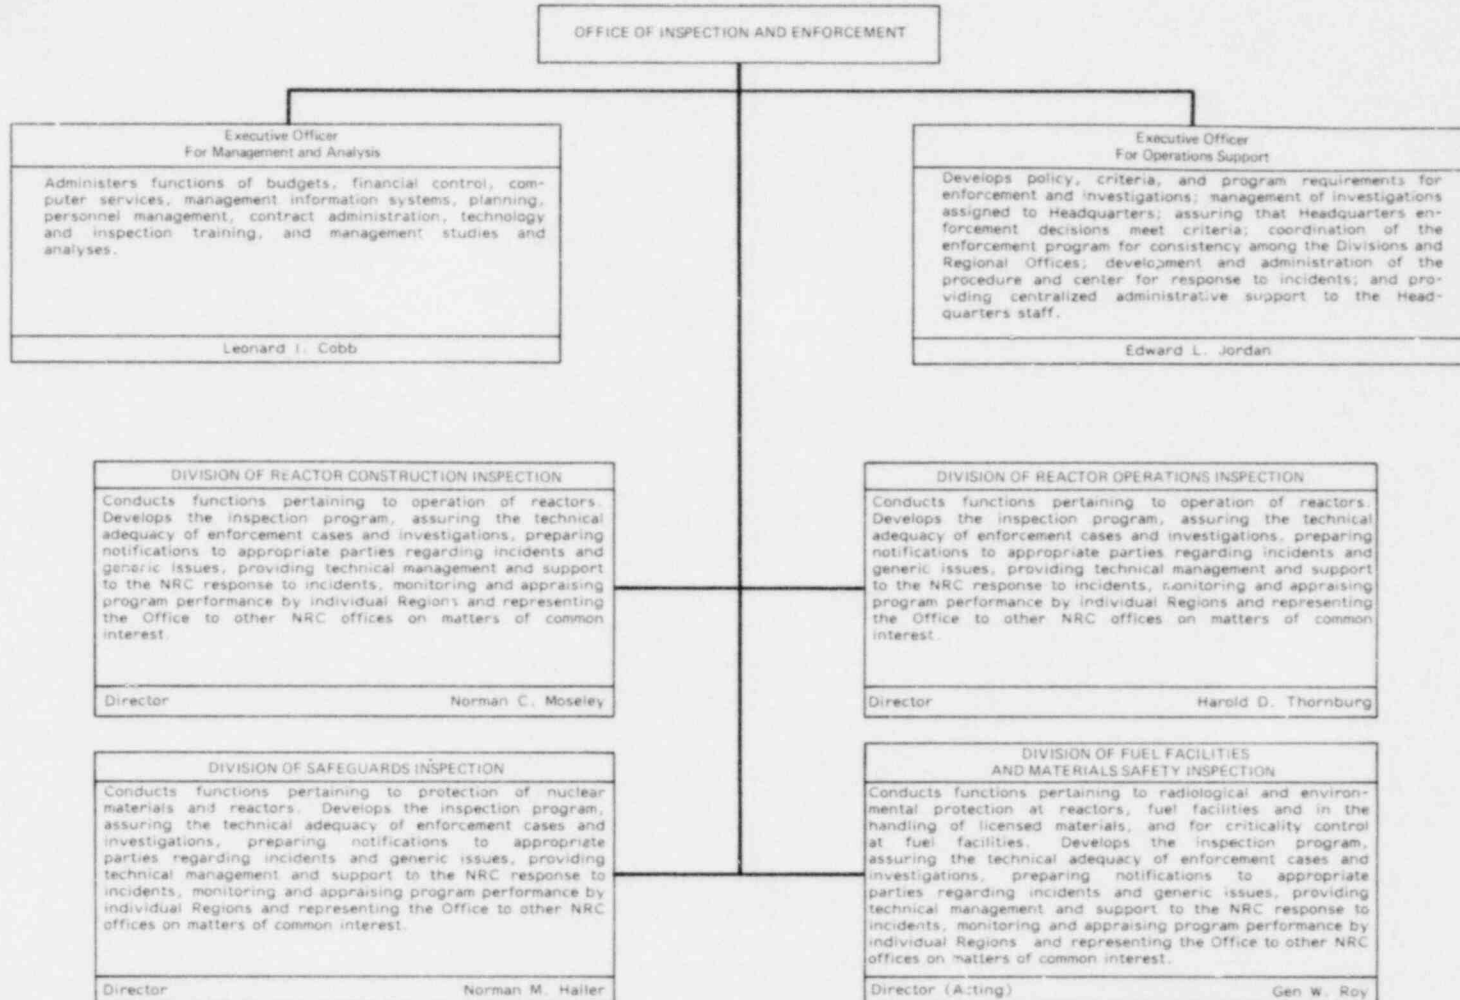 OFFICE OF INSPECTION AND ENFORCEMENT
Executive Officer
For Management and Analysis
Administers functions of budgets, financial control, com-
puter services, management information systems, planning,
personnel management, contract administration, technology
and inspection training, and management studies and
analyses.
Leonard I. Cobb
Executive Officer
For Operations Support
Develops policy, criteria, and program requirements for
enforcement and investigations; management of investigations
assigned to Headquarters; assuring that Headquarters en-
forcement decisions meet criteria; coordination of the
enforcement program for consistency among the Divisions and
Regional Offices; development and administration of the
procedure and center for response to incidents; and pro-
viding centralized administrative support to the Head-
quarters staff.
Edward L. Jordan
DIVISION OF REACTOR CONSTRUCTION INSPECTION
Conducts functions pertaining to operation of reactors.
Develops the inspection program, assuring the technical
adequacy of enforcement cases and investigations, preparing
notifications to appropriate parties regarding incidents and
generic issues, providing technical management and support
to the NRC response to incidents, monitoring and appraising
program performance by individual Regions and representing
the Office to other NRC offices on matters of common
interest.
Director Norman C. Moseley
DIVISION OF REACTOR OPERATIONS INSPECTION
Conducts functions pertaining to operation of reactors.
Develops the inspection program, assuring the technical
adequacy of enforcement cases and investigations, preparing
notifications to appropriate parties regarding incidents and
generic issues, providing technical management and support
to the NRC response to incidents, monitoring and appraising
program performance by individual Regions and representing
the Office to other NRC offices on matters of common
interest.
Director Harold D. Thornburg
DIVISION OF SAFEGUARDS INSPECTION
Conducts functions pertaining to protection of nuclear
materials and reactors. Develops the inspection program,
assuring the technical adequacy of enforcement cases and
investigations, preparing notifications to appropriate
parties regarding incidents and generic issues, providing
technical management and support to the NRC response to
incidents, monitoring and appraising program performance by
individual Regions and representing the Office to other NRC
offices on matters of common interest.
Director Norman M. Haller
DIVISION OF FUEL FACILITIES
AND MATERIALS SAFETY INSPECTION
Conducts functions pertaining to radiological and environ-
mental protection at reactors, fuel facilities and in the
handling of licensed materials, and for criticality control
at fuel facilities. Develops the inspection program,
assuring the technical adequacy of enforcement cases and
investigations, preparing notifications to appropriate
parties regarding incidents and generic issues, providing
technical management and support to the NRC response to
incidents, monitoring and appraising program performance by
individual Regions and representing the Office to other NRC
offices on matters of common interest.
Director (Acting) Gen W. Roy